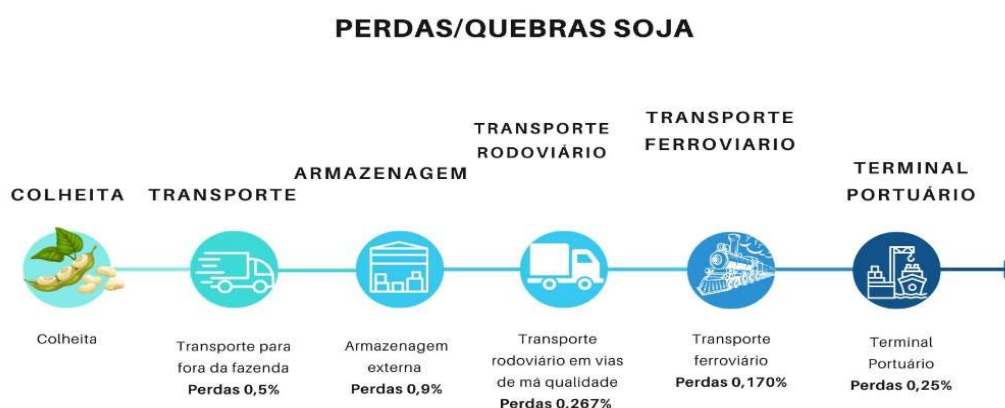 PERDAS/QUEBRAS SOJA
COLHEITA
TRANSPORTE
ARMAZENAGEM
TRANSPORTE
RODOVIÁRIO
TRANSPORTE
FERROVIARIO
TERMINAL
PORTUÁRIO
Colheita
Transporte para
fora da fazenda
Perdas 0,5%
Armazenagem
externa
Perdas 0,9%
Transporte
rodoviário em vias
de má qualidade
Perdas 0,267%
Transporte
ferroviário
Perdas 0,170%
Terminal
Portuário
Perdas 0,25%